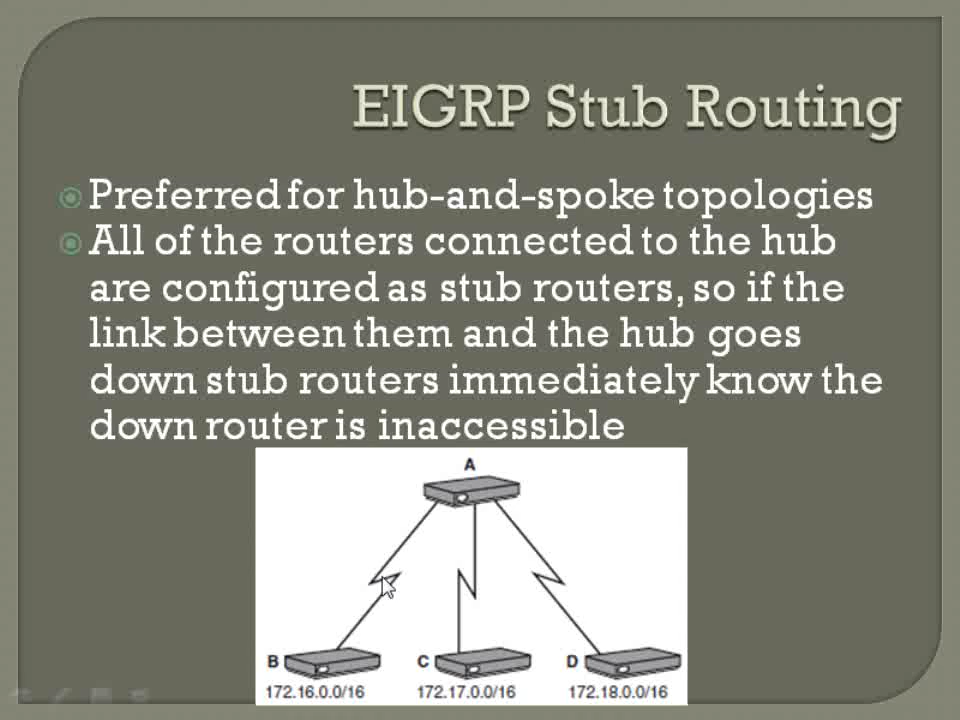 EIGRP Stub Routing
Preferred for hub-and-spoke topologies
All of the routers connected to the hub
are configured as stub routers, so if the
link between them and the hub goes
down stub routers immediately know the
down router is inaccessible
A
B
C
D
172.16.0.0/16
172.17.0.0/16
172.18.0.0/16